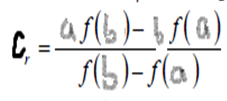 C_r = (a f(b) − b f(a)) / (f(b) − f(a))